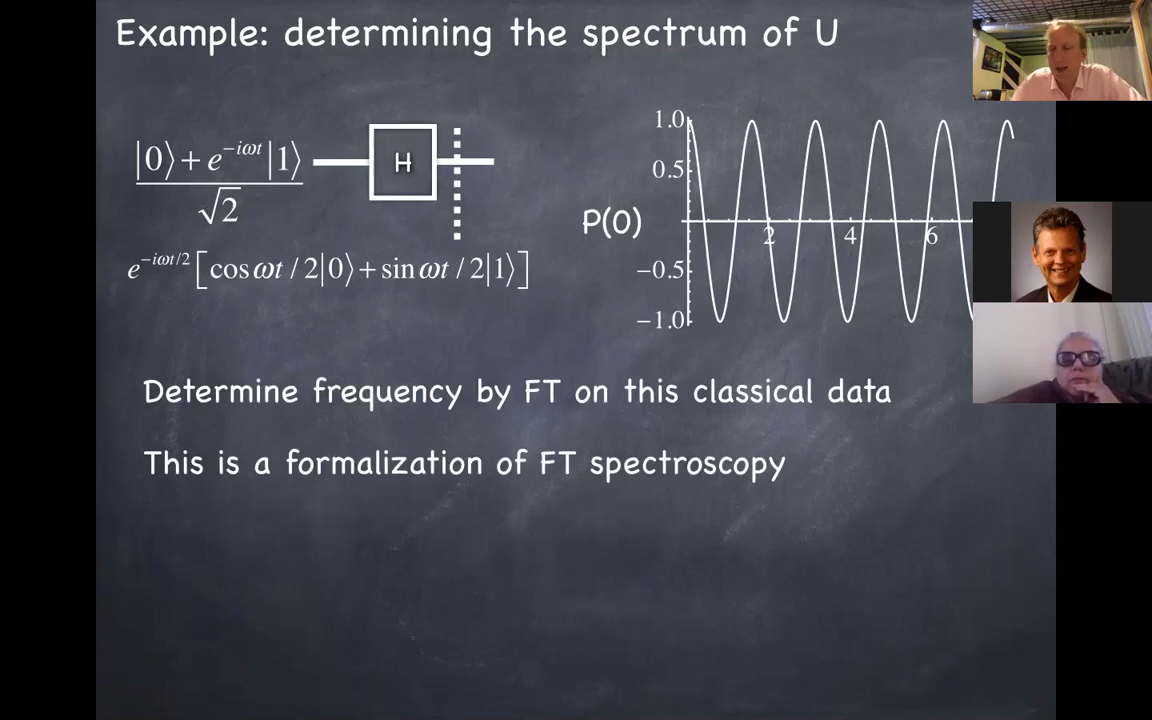 Example: determining the spectrum of U
|0⟩ + e^{-iωt} |1⟩
√2
H
e^{-iωt/2} [cos ωt / 2|0⟩ + sin ωt / 2|1⟩]
P(0)
1.0
0.5
−0.5
−1.0
2 4 6
Determine frequency by FT on this classical data
This is a formalization of FT spectroscopy